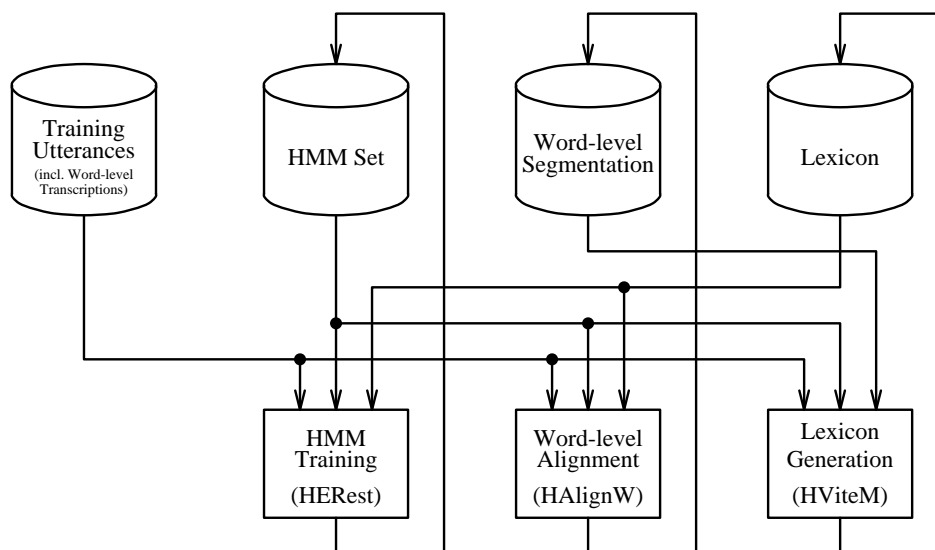 Training
Utterances
(incl. Word-level
Transcriptions)
HMM Set
Word-level
Segmentation
Lexicon
HMM
Training
(HERest)
Word-level
Alignment
(HAlignW)
Lexicon
Generation
(HViteM)